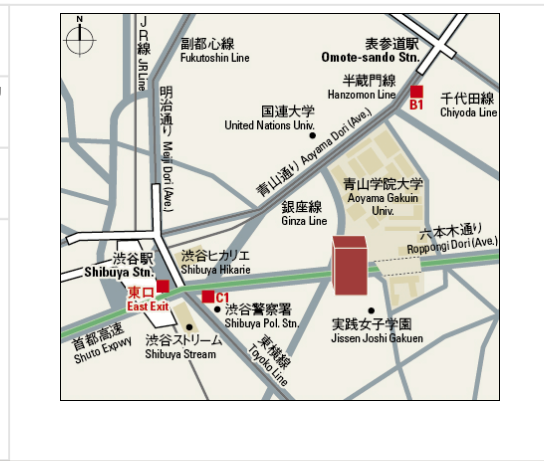 N
JR線 JR Line
副都心線
Fukutoshin Line
表参道駅
Omote-sando Stn.
半蔵門線
Hanzomon Line
B1
千代田線
Chiyoda Line
明治通り Meiji Dori (Ave.)
国連大学
United Nations Univ.
青山通り Aoyama Dori (Ave.)
青山学院大学
Aoyama Gakuin
Univ.
銀座線
Ginza Line
六本木通り
Roppongi Dori (Ave.)
渋谷駅
Shibuya Stn.
渋谷ヒカリエ
Shibuya Hikarie
東口
East Exit
C1
渋谷警察署
Shibuya Pol. Stn.
首都高速
Shuto Expwy
渋谷ストリーム
Shibuya Stream
東横線
Toyoko Line
実践女子学園
Jissen Joshi Gakuen